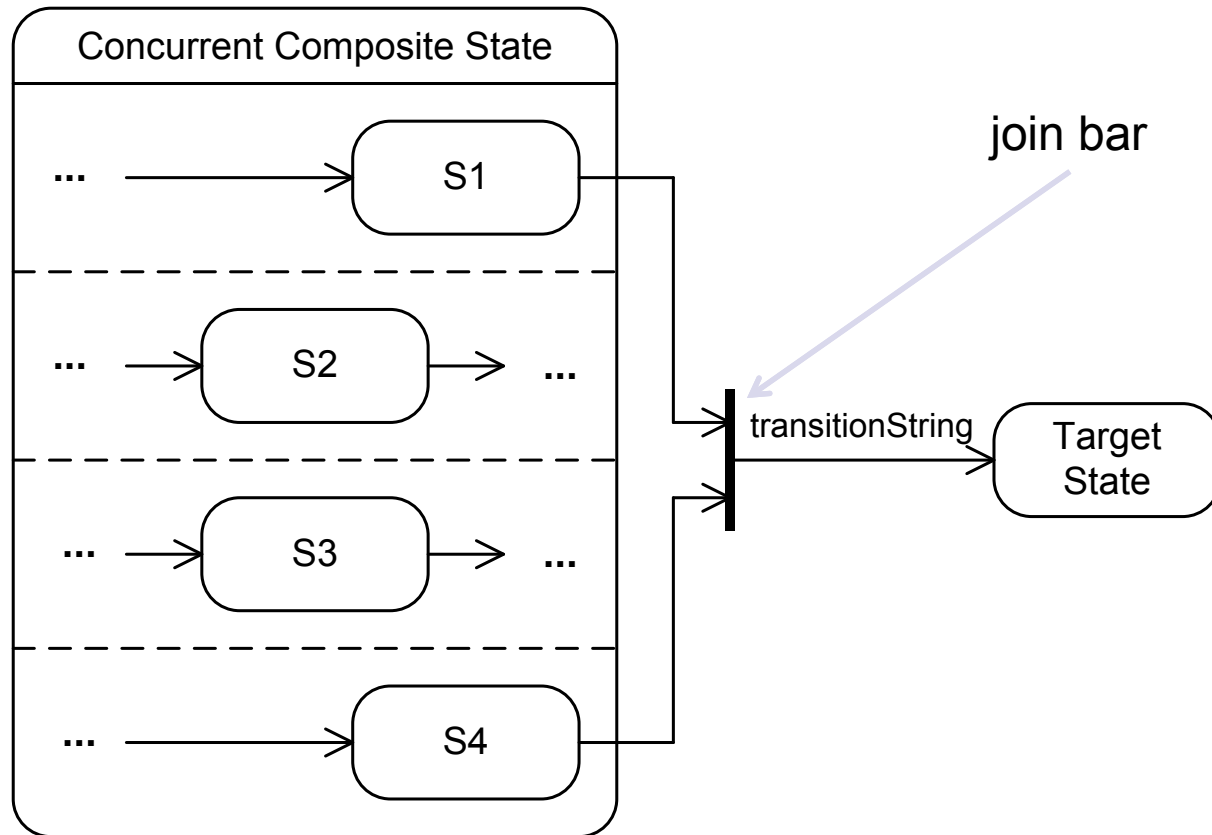 Concurrent Composite State
join bar
... S1
... S2 ...
transitionString
Target
State
... S3 ...
... S4